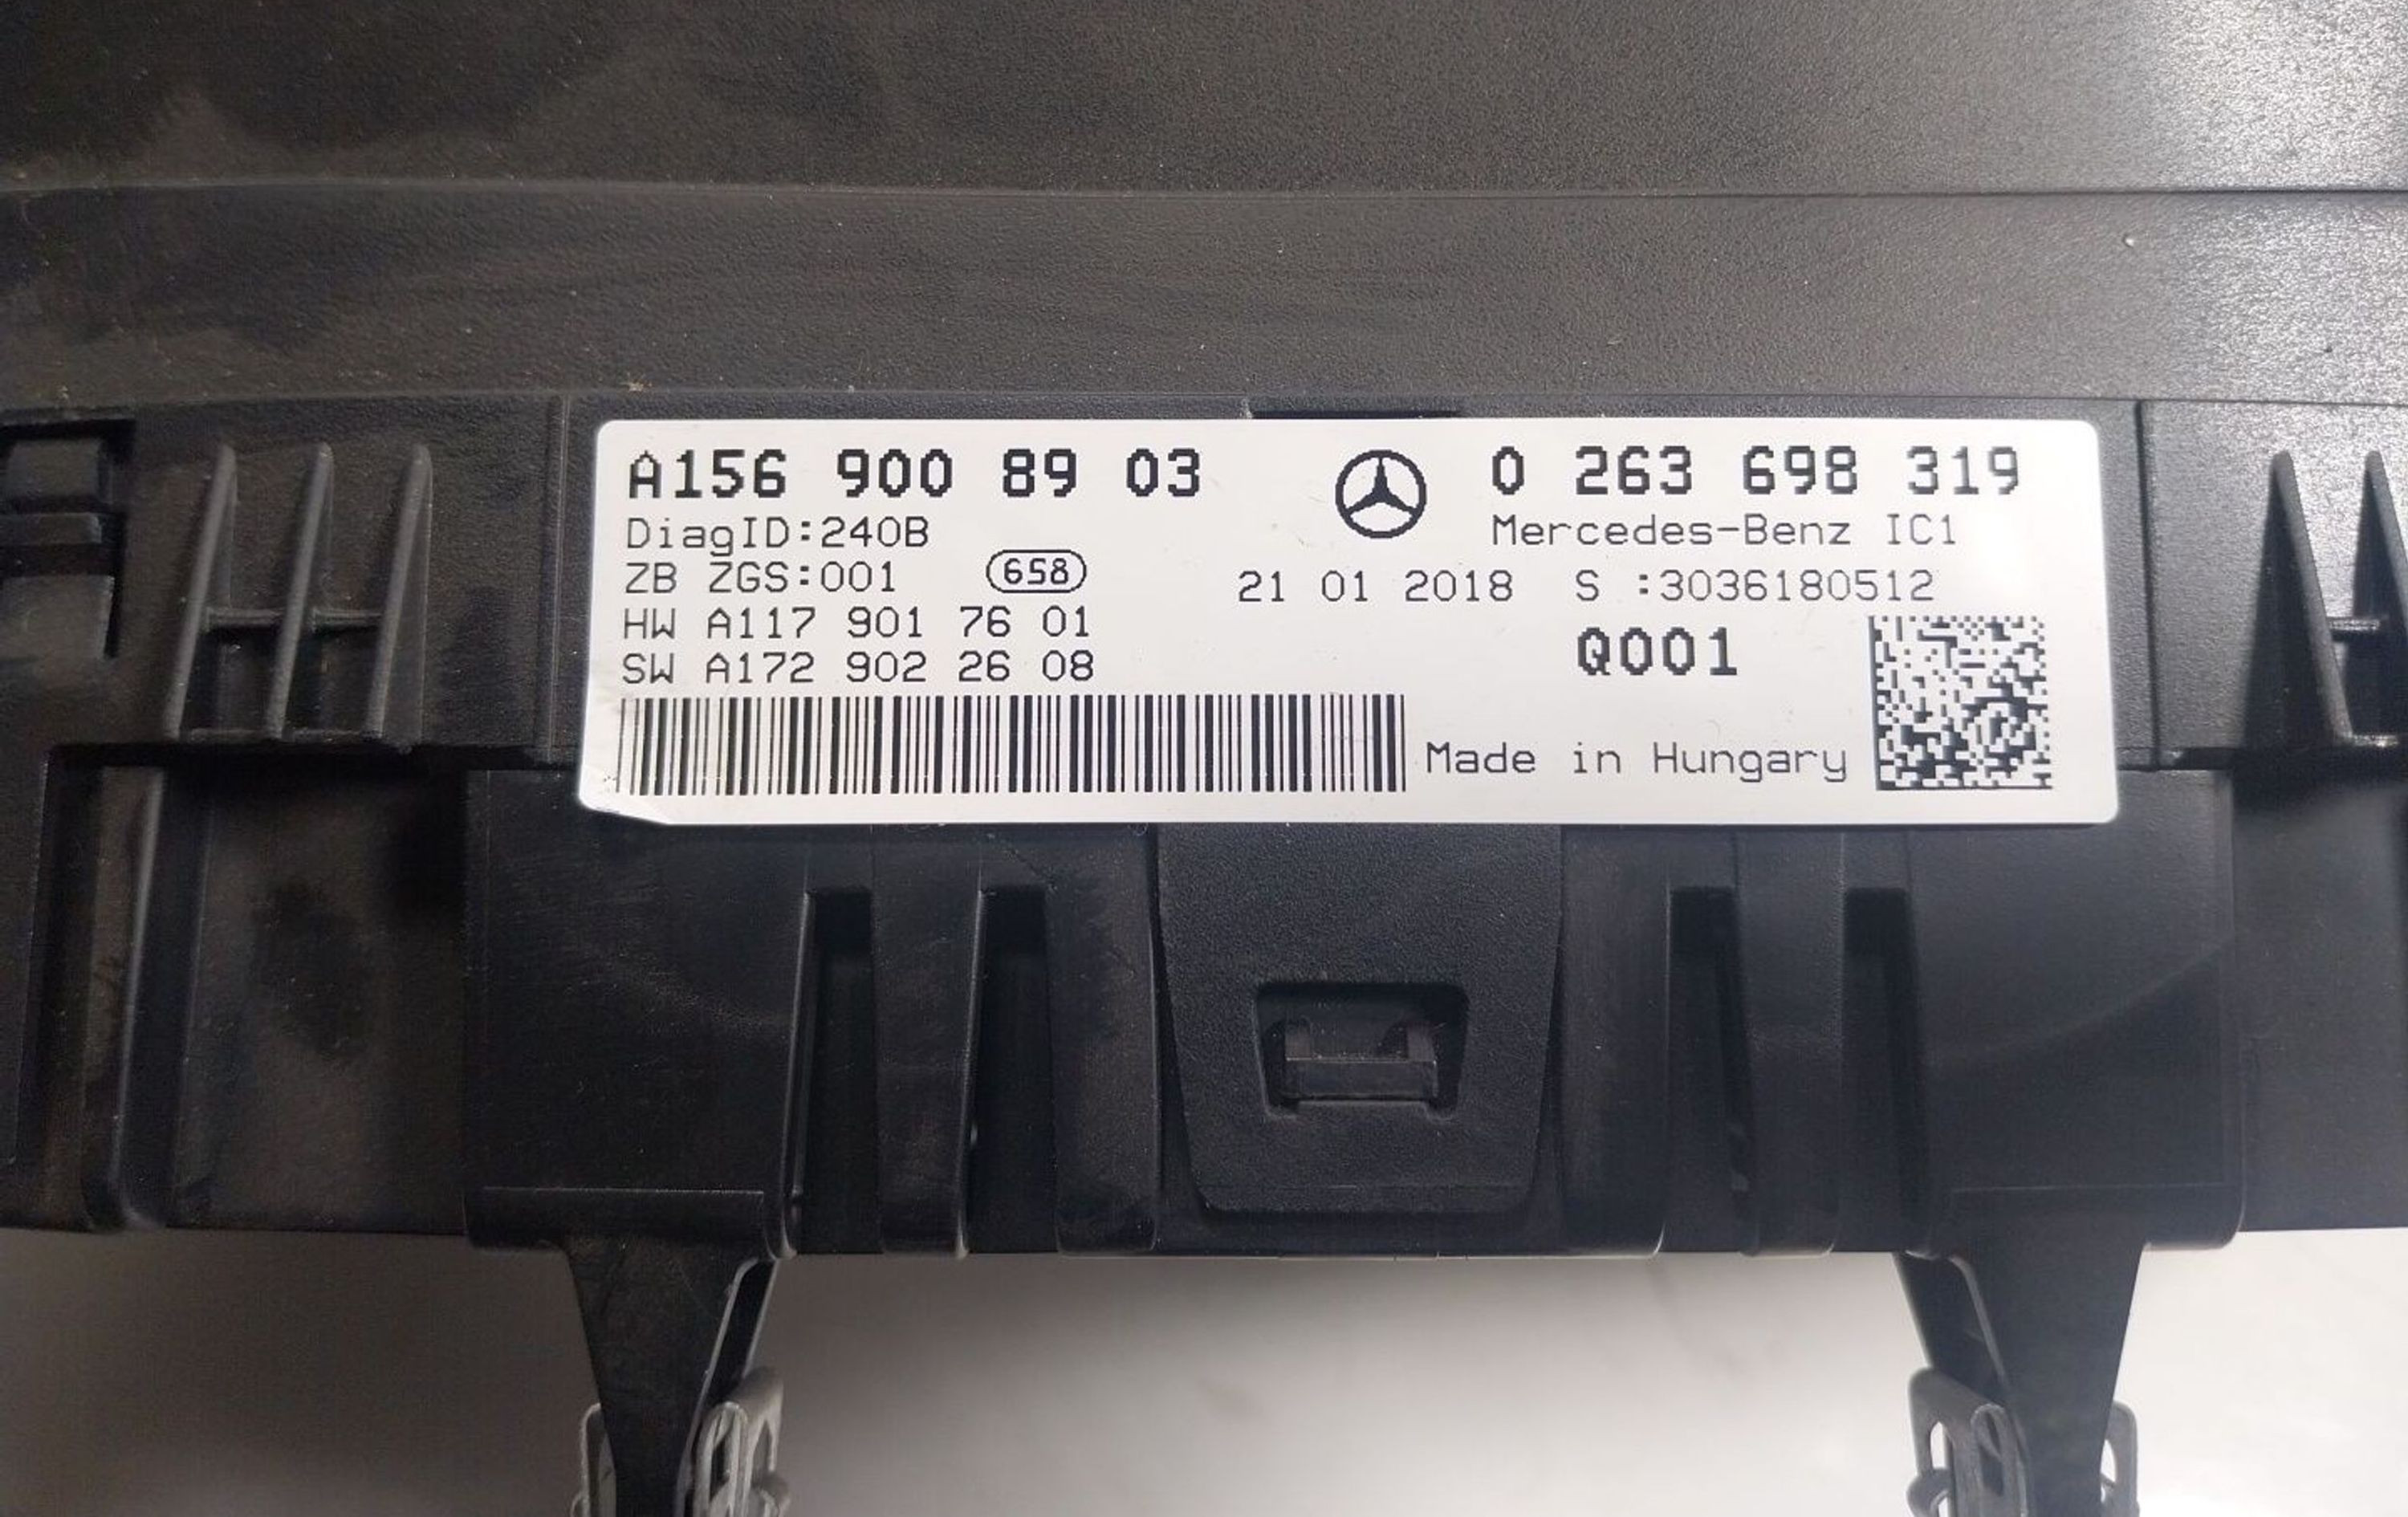 A156 900 89 03
DiagID:240B
ZB ZGS:001 658
HW A117 901 76 01
SW A172 902 26 08
0 263 698 319
Mercedes-Benz IC1
21 01 2018 S :3036180512
Q001
Made in Hungary